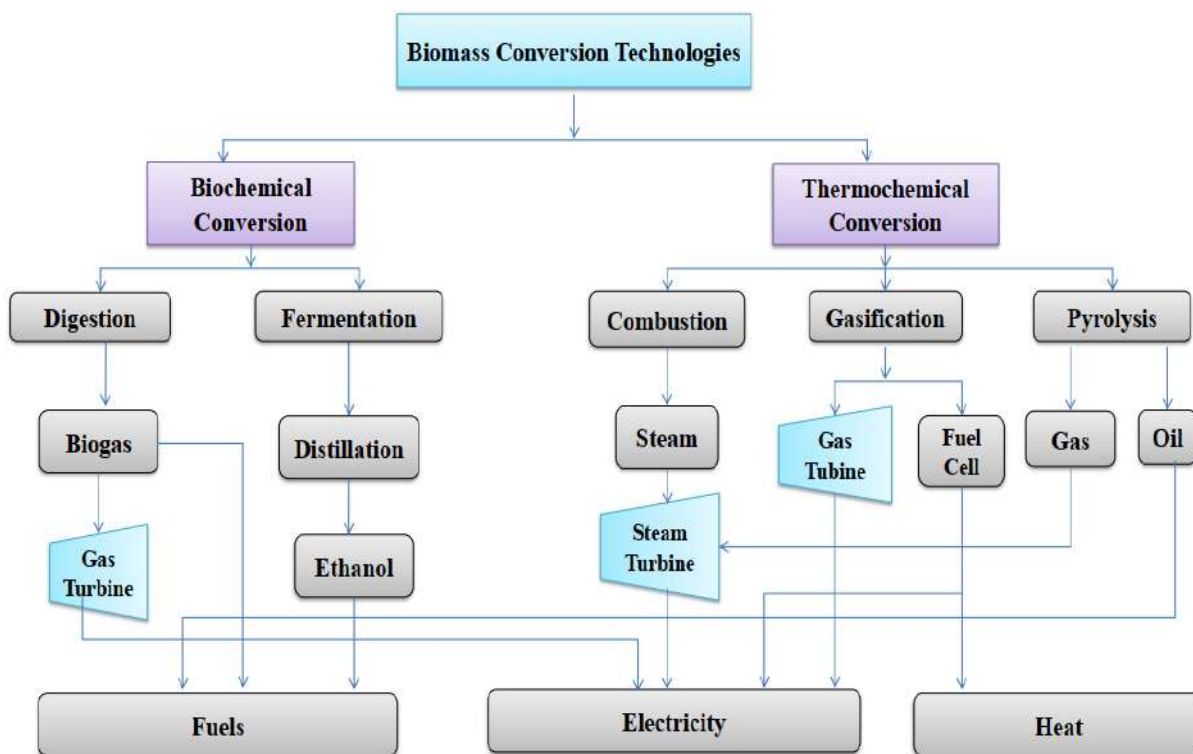 Biomass Conversion Technologies
Biochemical
Conversion
Thermochemical
Conversion
Digestion
Fermentation
Combustion
Gasification
Pyrolysis
Biogas
Distillation
Steam
Gas
Tubine
Fuel
Cell
Gas
Oil
Gas
Turbine
Ethanol
Steam
Turbine
Fuels
Electricity
Heat